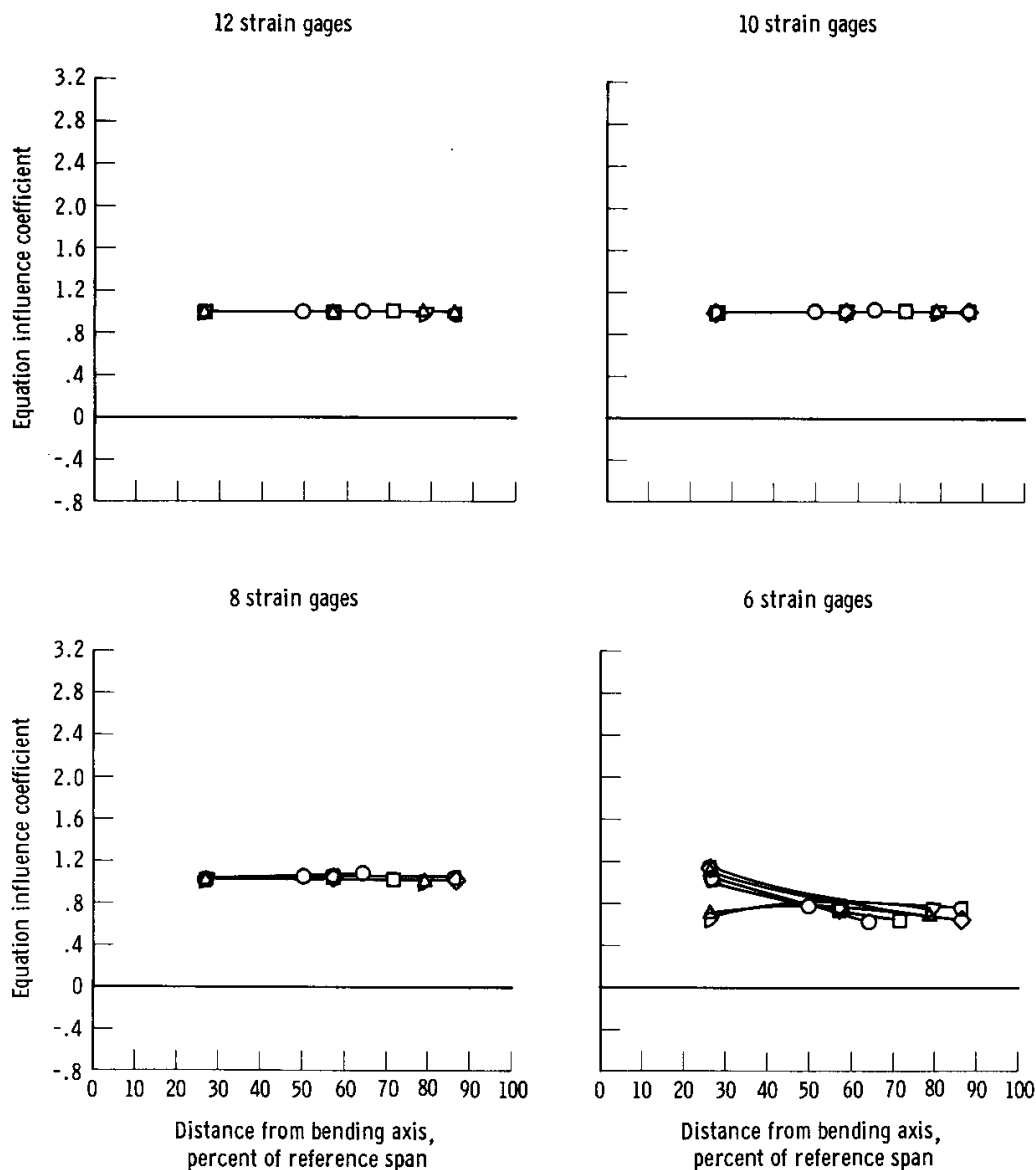 12 strain gages
10 strain gages
Equation influence coefficient
3.2
2.8
2.4
2.0
1.6
1.2
.8
.4
0
-.4
-.8
8 strain gages
6 strain gages
Equation influence coefficient
3.2
2.8
2.4
2.0
1.6
1.2
.8
.4
0
-.4
-.8
0 10 20 30 40 50 60 70 80 90 100
0 10 20 30 40 50 60 70 80 90 100
Distance from bending axis,
percent of reference span
Distance from bending axis,
percent of reference span